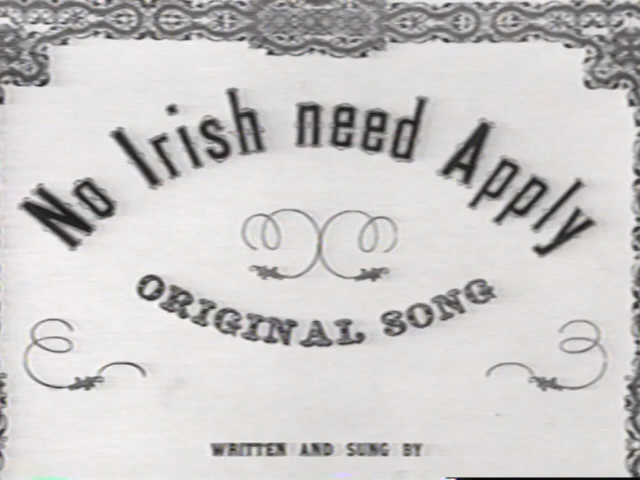 No Irish need Apply
ORIGINAL SONG
WRITTEN AND SUNG BY